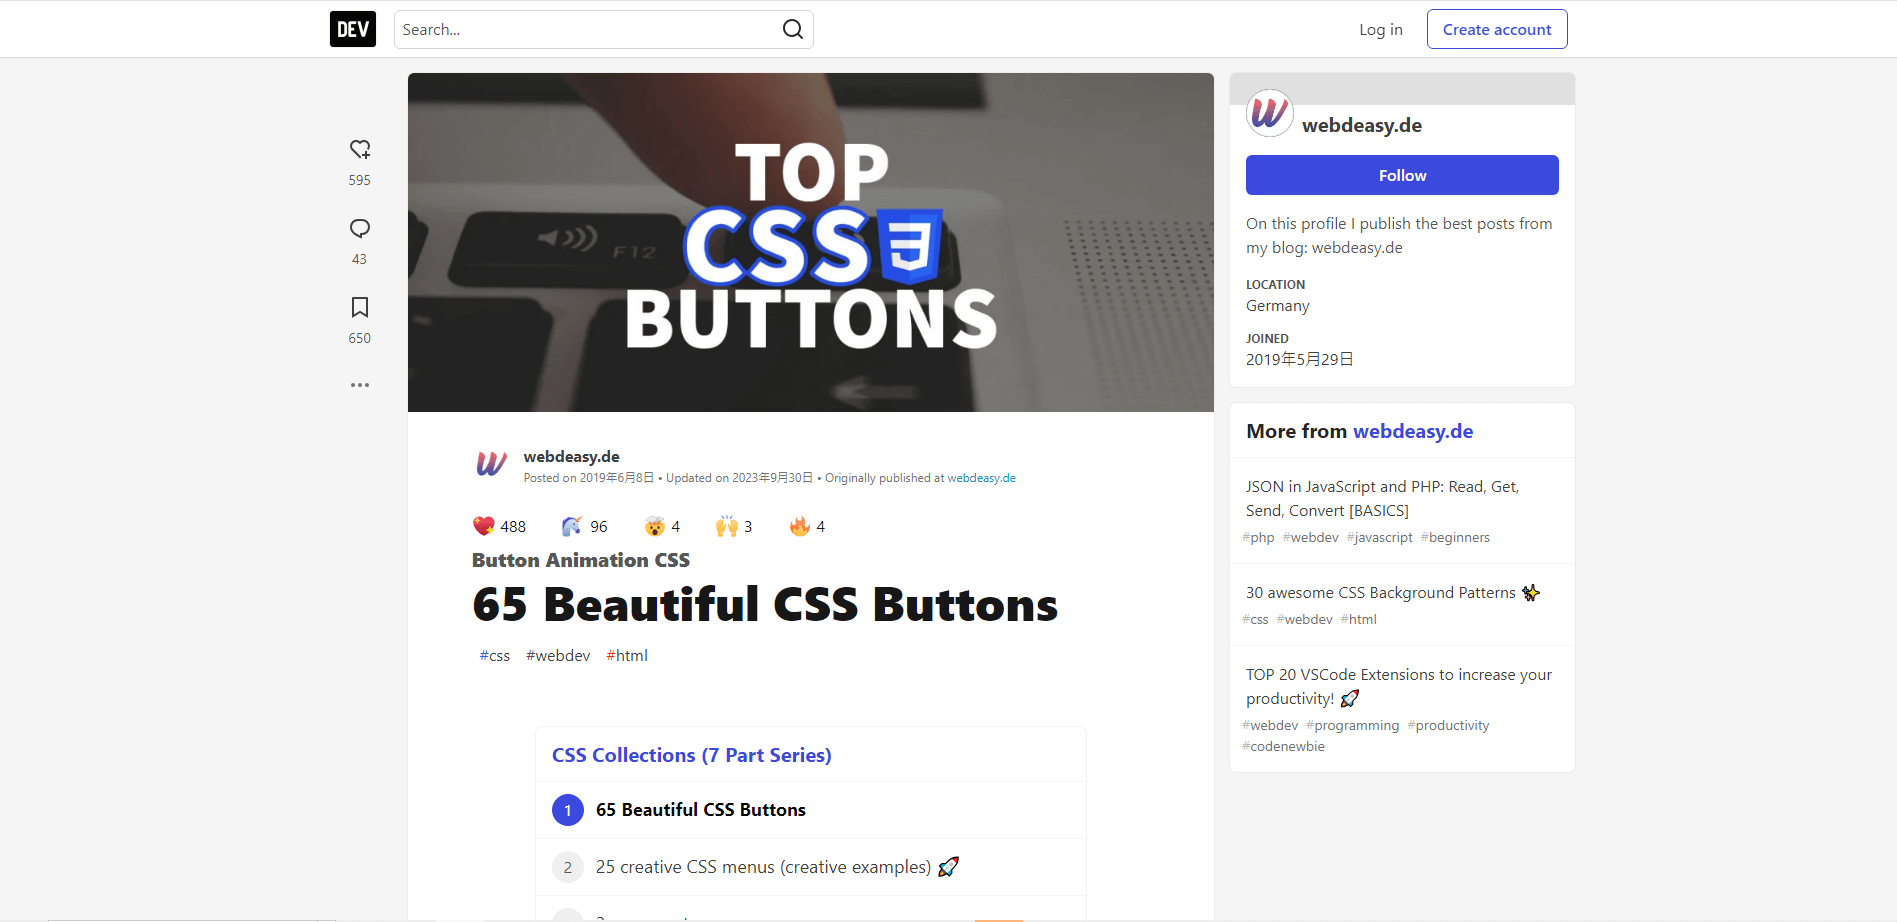 DEV
Search...
Log in
Create account
595
43
650
TOP
CSS
BUTTONS
F12
webdeasy.de
Posted on 2019年6月8日 • Updated on 2023年9月30日 • Originally published at webdeasy.de
488 96 4 3 4
Button Animation CSS
65 Beautiful CSS Buttons
#css #webdev #html
CSS Collections (7 Part Series)
1 65 Beautiful CSS Buttons
2 25 creative CSS menus (creative examples) 🚀
webdeasy.de
Follow
On this profile I publish the best posts from
my blog: webdeasy.de
LOCATION
Germany
JOINED
2019年5月29日
More from webdeasy.de
JSON in JavaScript and PHP: Read, Get,
Send, Convert [BASICS]
#php #webdev #javascript #beginners
30 awesome CSS Background Patterns ✨
#css #webdev #html
TOP 20 VSCode Extensions to increase your
productivity! 🚀
#webdev #programming #productivity
#codenewbie